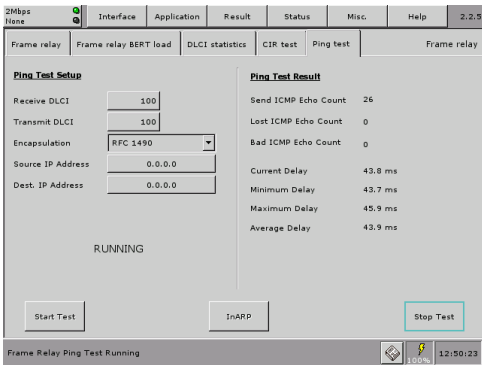 2Mbps
None
Interface
Application
Result
Status
Misc.
Help
2.2.5
Frame relay
Frame relay BERT load
DLCI statistics
CIR test
Ping test
Frame relay
Ping Test Setup
Receive DLCI 100
Transmit DLCI 100
Encapsulation RFC 1490
Source IP Address 0.0.0.0
Dest. IP Address 0.0.0.0
RUNNING
Ping Test Result
Send ICMP Echo Count 26
Lost ICMP Echo Count 0
Bad ICMP Echo Count 0
Current Delay 43.8 ms
Minimum Delay 43.7 ms
Maximum Delay 45.9 ms
Average Delay 43.9 ms
Start Test
InARP
Stop Test
Frame Relay Ping Test Running
100%
12:50:23